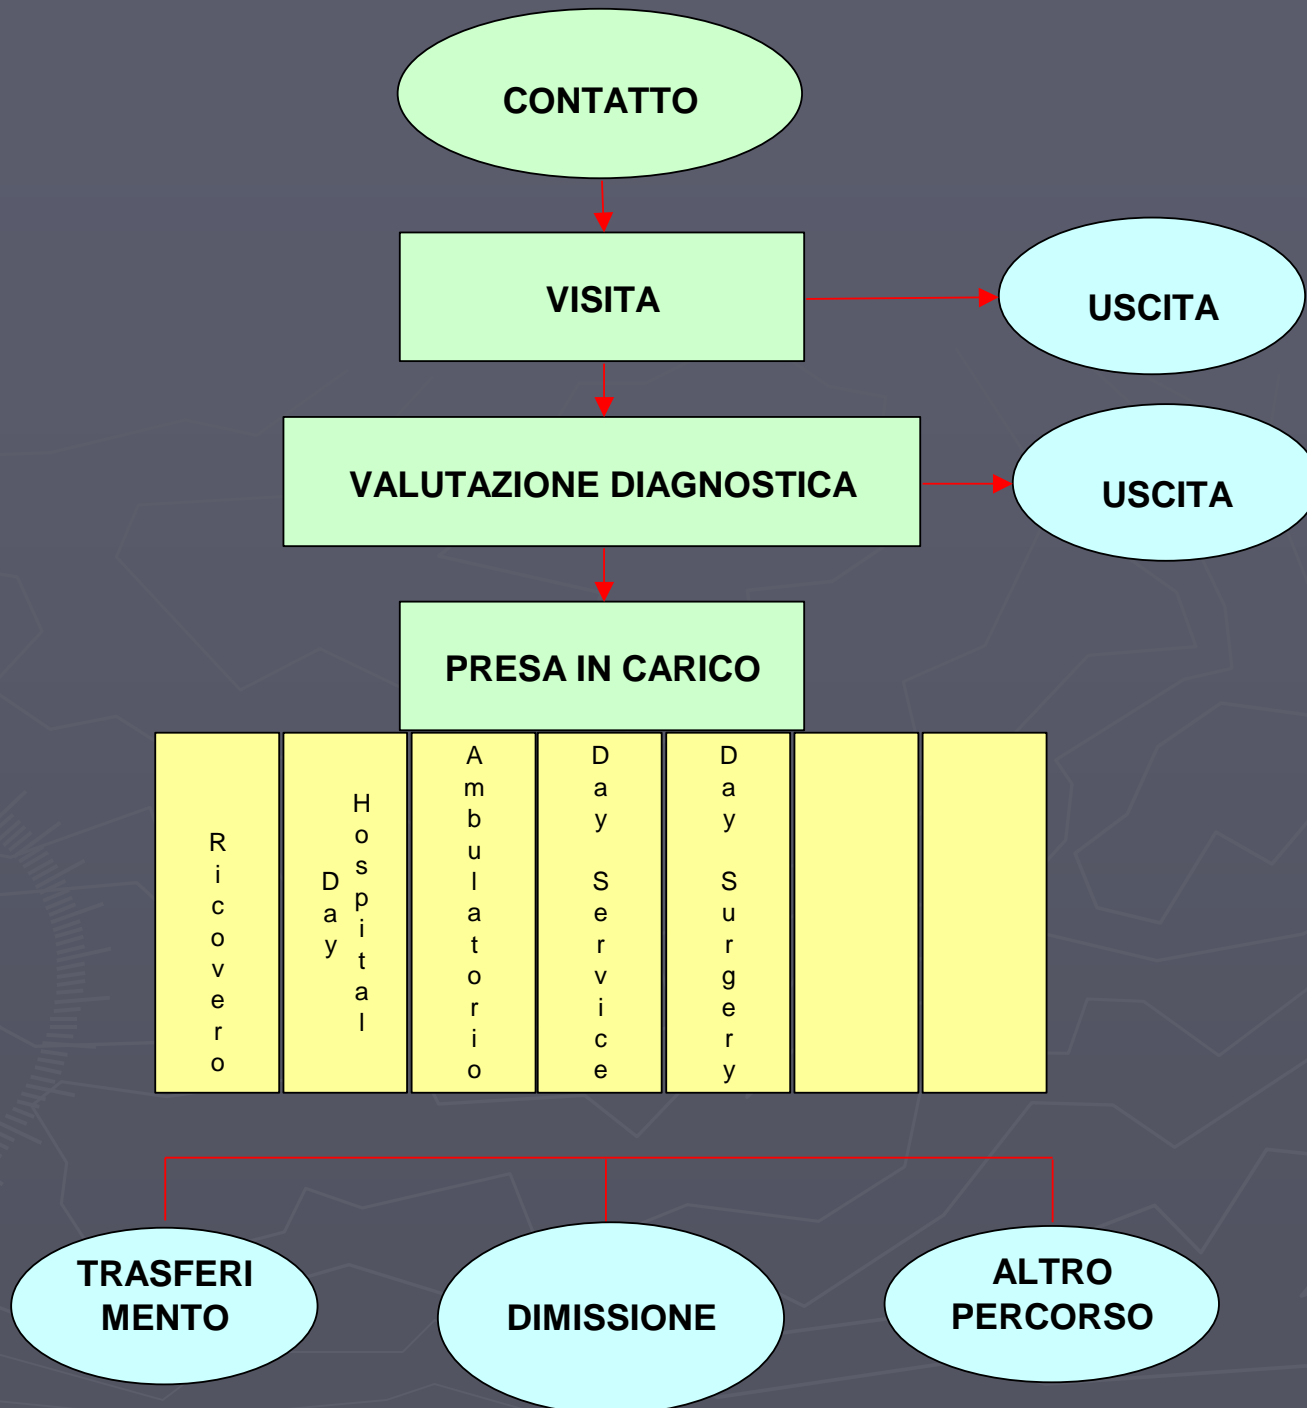 CONTATTO
VISITA
USCITA
VALUTAZIONE DIAGNOSTICA
USCITA
PRESA IN CARICO
Ricovero
Day
Hospital
Ambulatorio
Day Service
Day Surgery
TRASFERI
MENTO
DIMISSIONE
ALTRO
PERCORSO